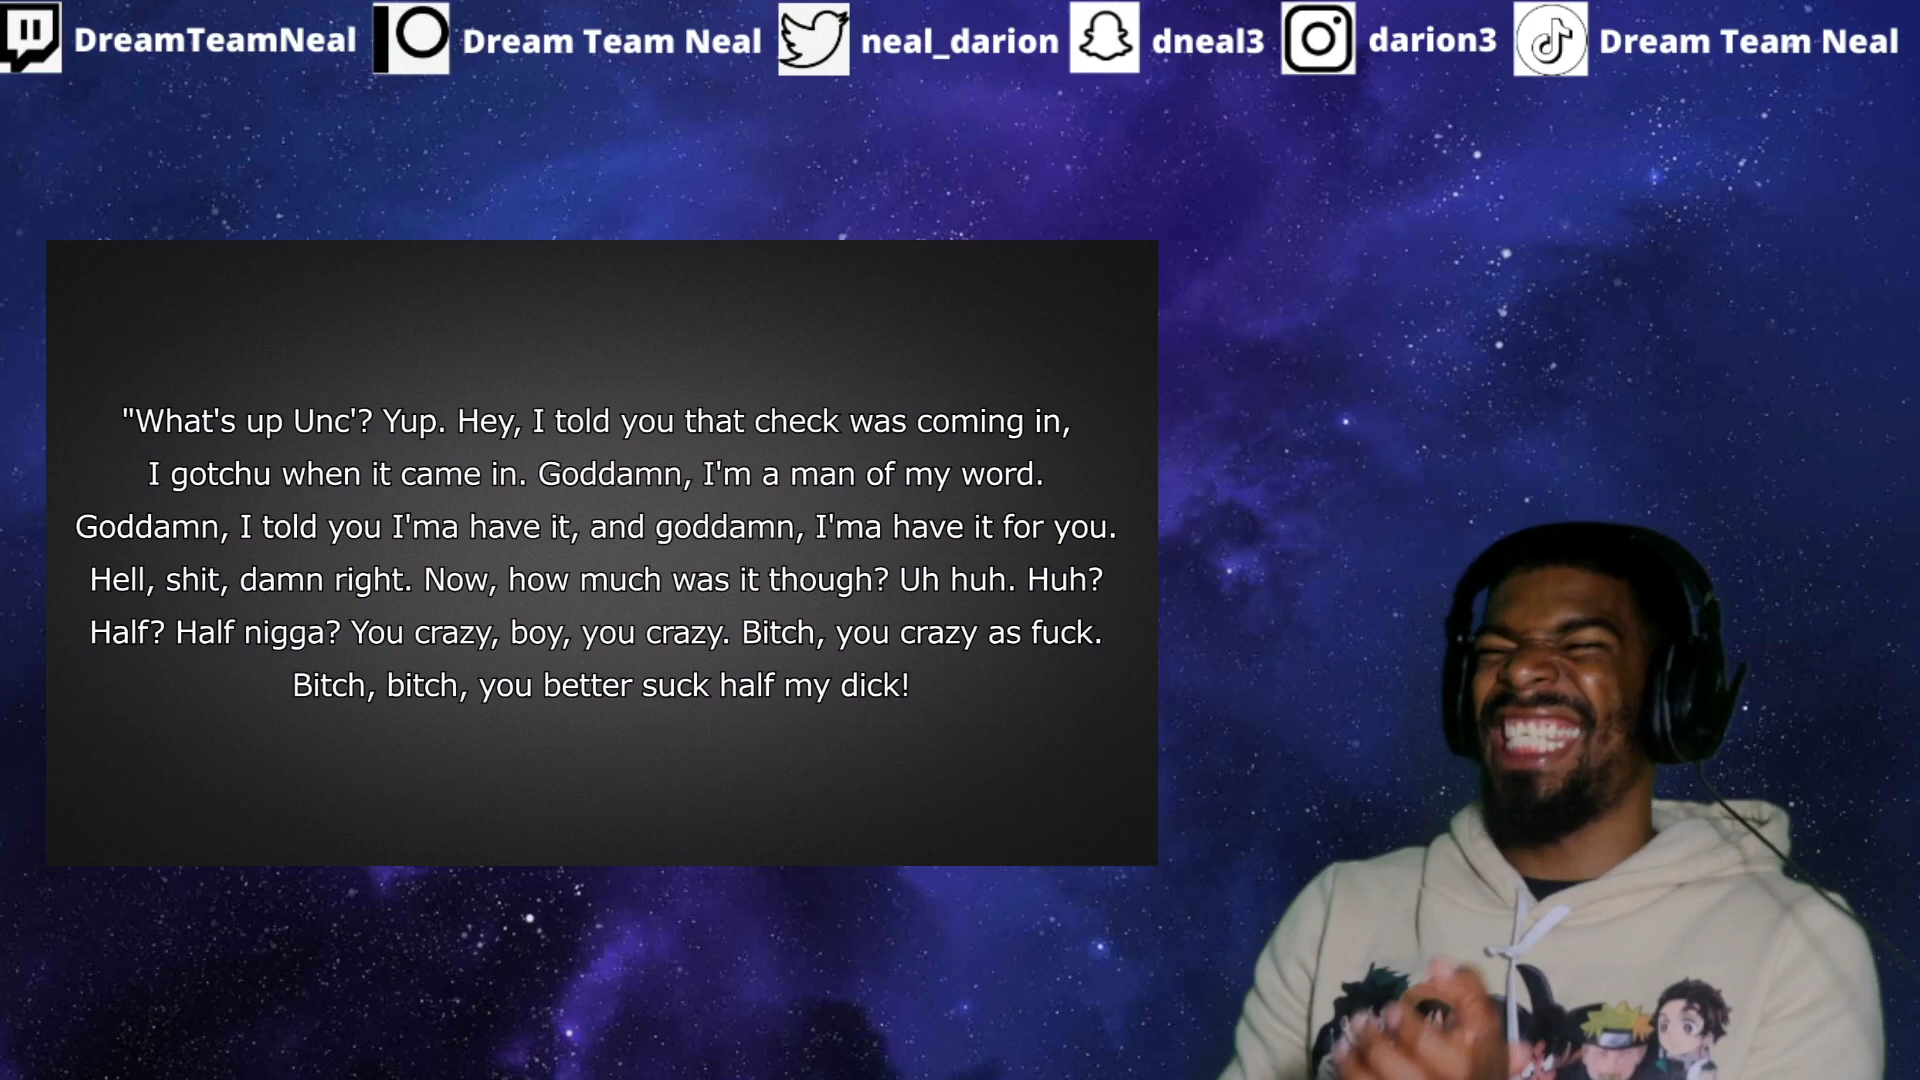 DreamTeamNeal Dream Team Neal neal_darion dneal3 darion3 Dream Team Neal
"What's up Unc'? Yup. Hey, I told you that check was coming in,
I gotchu when it came in. Goddamn, I'm a man of my word.
Goddamn, I told you I'ma have it, and goddamn, I'ma have it for you.
Hell, shit, damn right. Now, how much was it though? Uh huh. Huh?
Half? Half nigga? You crazy, boy, you crazy. Bitch, you crazy as fuck.
Bitch, bitch, you better suck half my dick!